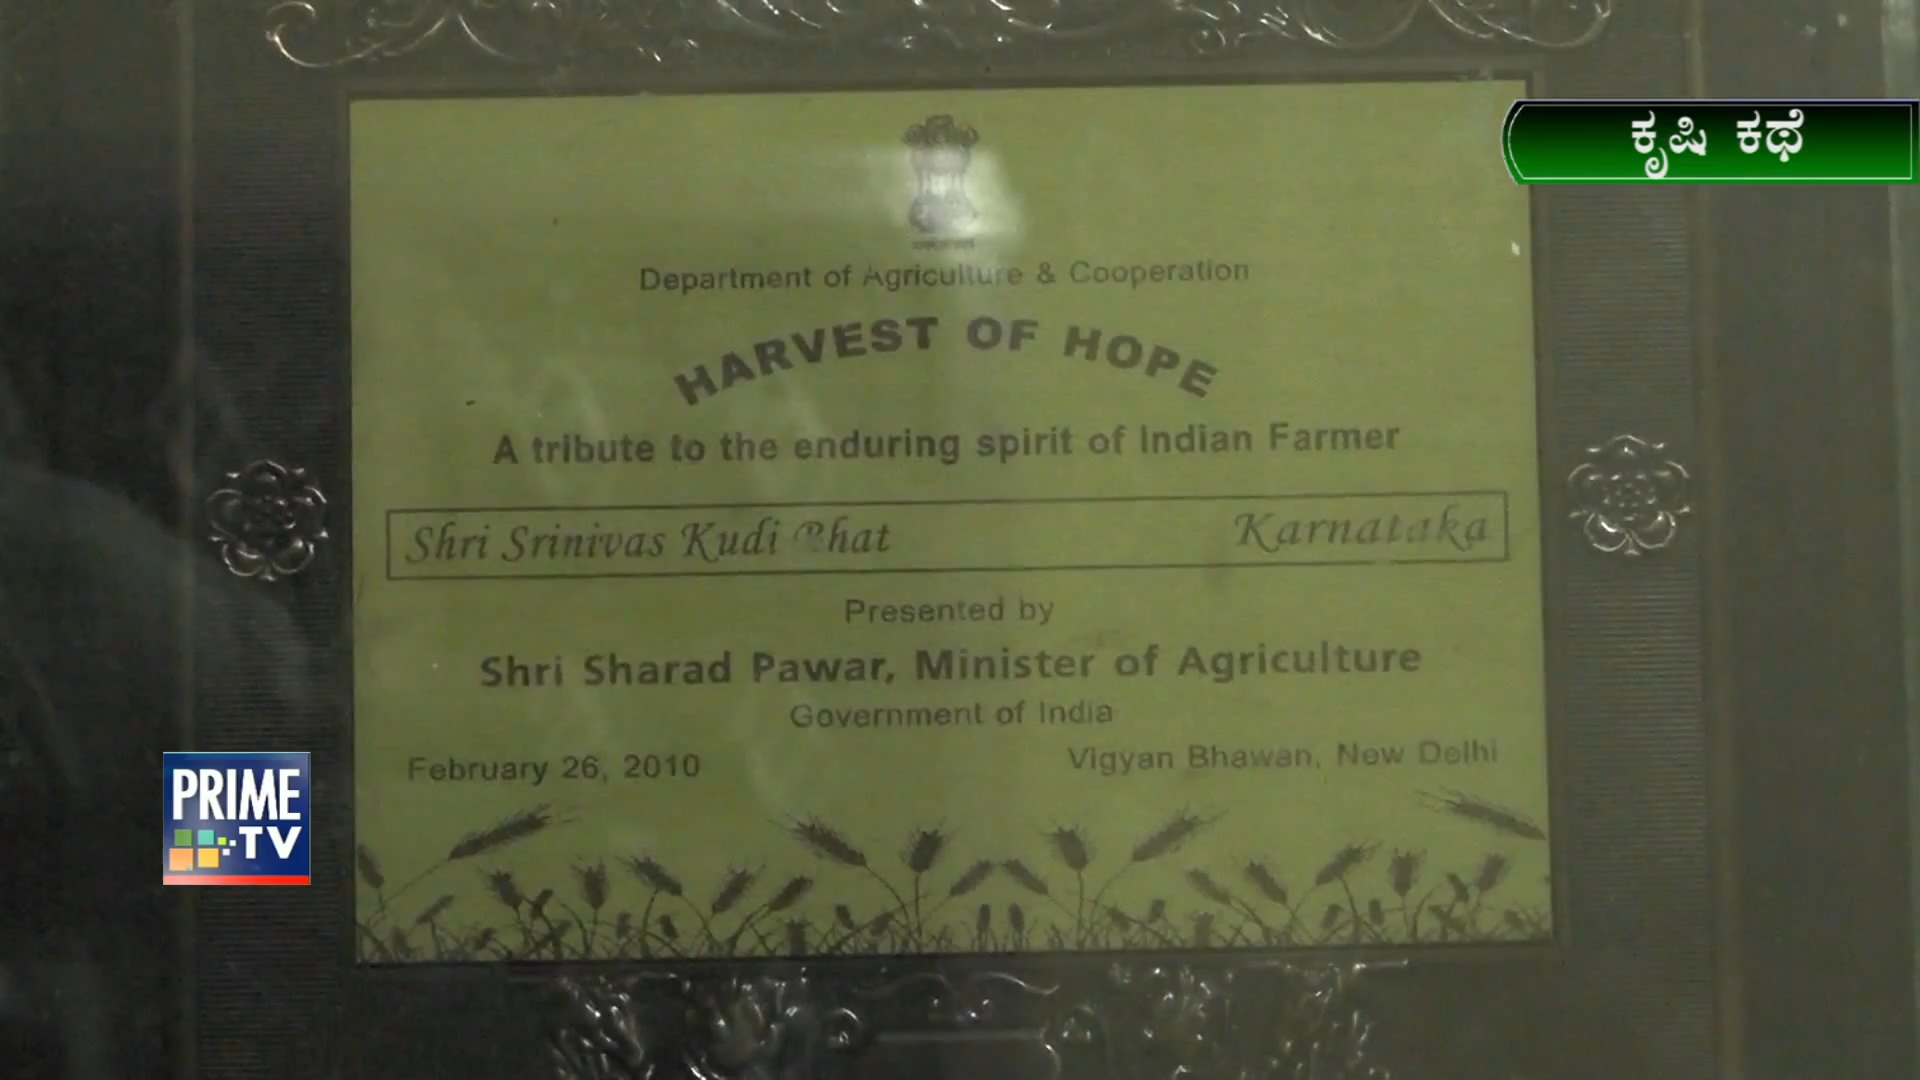 ಕೃಷಿ ಕಥೆ
Department of Agriculture & Cooperation
HARVEST OF HOPE
A tribute to the enduring spirit of Indian Farmer
Shri Srinivas Kudi Bhat Karnataka
Presented by
Shri Sharad Pawar, Minister of Agriculture
Government of India
February 26, 2010 Vigyan Bhawan, New Delhi
PRIME
TV